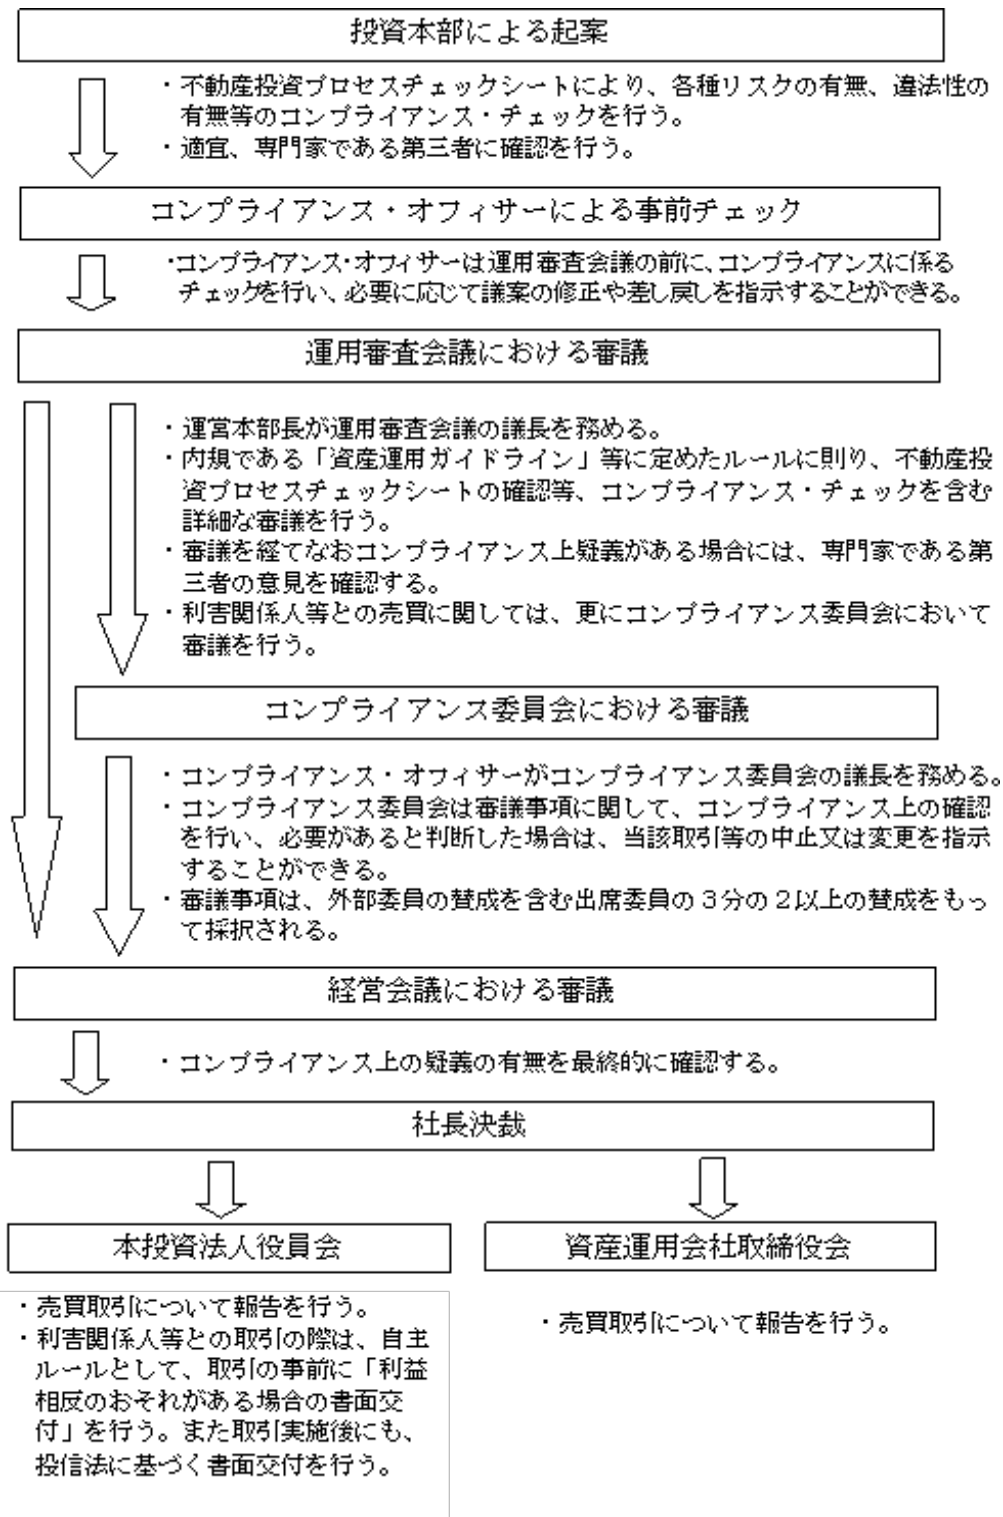 投資本部による起案
・不動産投資プロセスチェックシートにより、各種リスクの有無、違法性の
有無等のコンプライアンス・チェックを行う。
・適宜、専門家である第三者に確認を行う。
コンプライアンス・オフィサーによる事前チェック
・コンプライアンス・オフィサーは運用審査会議の前に、コンプライアンスに係る
チェックを行い、必要に応じて議案の修正や差し戻しを指示することができる。
運用審査会議における審議
・運営本部長が運用審査会議の議長を務める。
・内規である「資産運用ガイドライン」等に定めたルールに則り、不動産投
資プロセスチェックシートの確認等、コンプライアンス・チェックを含む
詳細な審議を行う。
・審議を経てなおコンプライアンス上疑義がある場合には、専門家である第
三者の意見を確認する。
・利害関係人等との売買に関しては、更にコンプライアンス委員会において
審議を行う。
コンプライアンス委員会における審議
・コンプライアンス・オフィサーがコンプライアンス委員会の議長を務める。
・コンプライアンス委員会は審議事項に関して、コンプライアンス上の確認
を行い、必要があると判断した場合は、当該取引等の中止又は変更を指示
することができる。
・審議事項は、外部委員の賛成を含む出席委員の３分の２以上の賛成をもっ
て採択される。
経営会議における審議
・コンプライアンス上の疑義の有無を最終的に確認する。
社長決裁
本投資法人役員会
・売買取引について報告を行う。
・利害関係人等との取引の際は、自主
ルールとして、取引の事前に「利益
相反のおそれがある場合の書面交
付」を行う。また取引実施後にも、
投信法に基づく書面交付を行う。
資産運用会社取締役会
・売買取引について報告を行う。